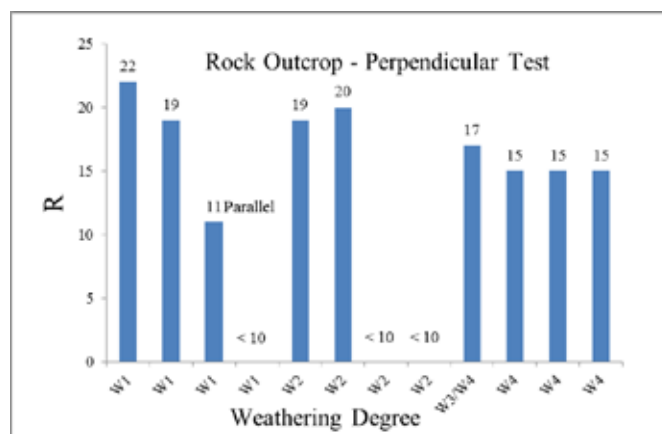 Rock Outcrop - Perpendicular Test
25
20
15
10
5
0
R
22
19
11 Parallel
< 10
19
20
< 10
< 10
17
15
15
15
W1
W1
W1
W1
W2
W2
W2
W2
W3/W4
W4
W4
W4
Weathering Degree